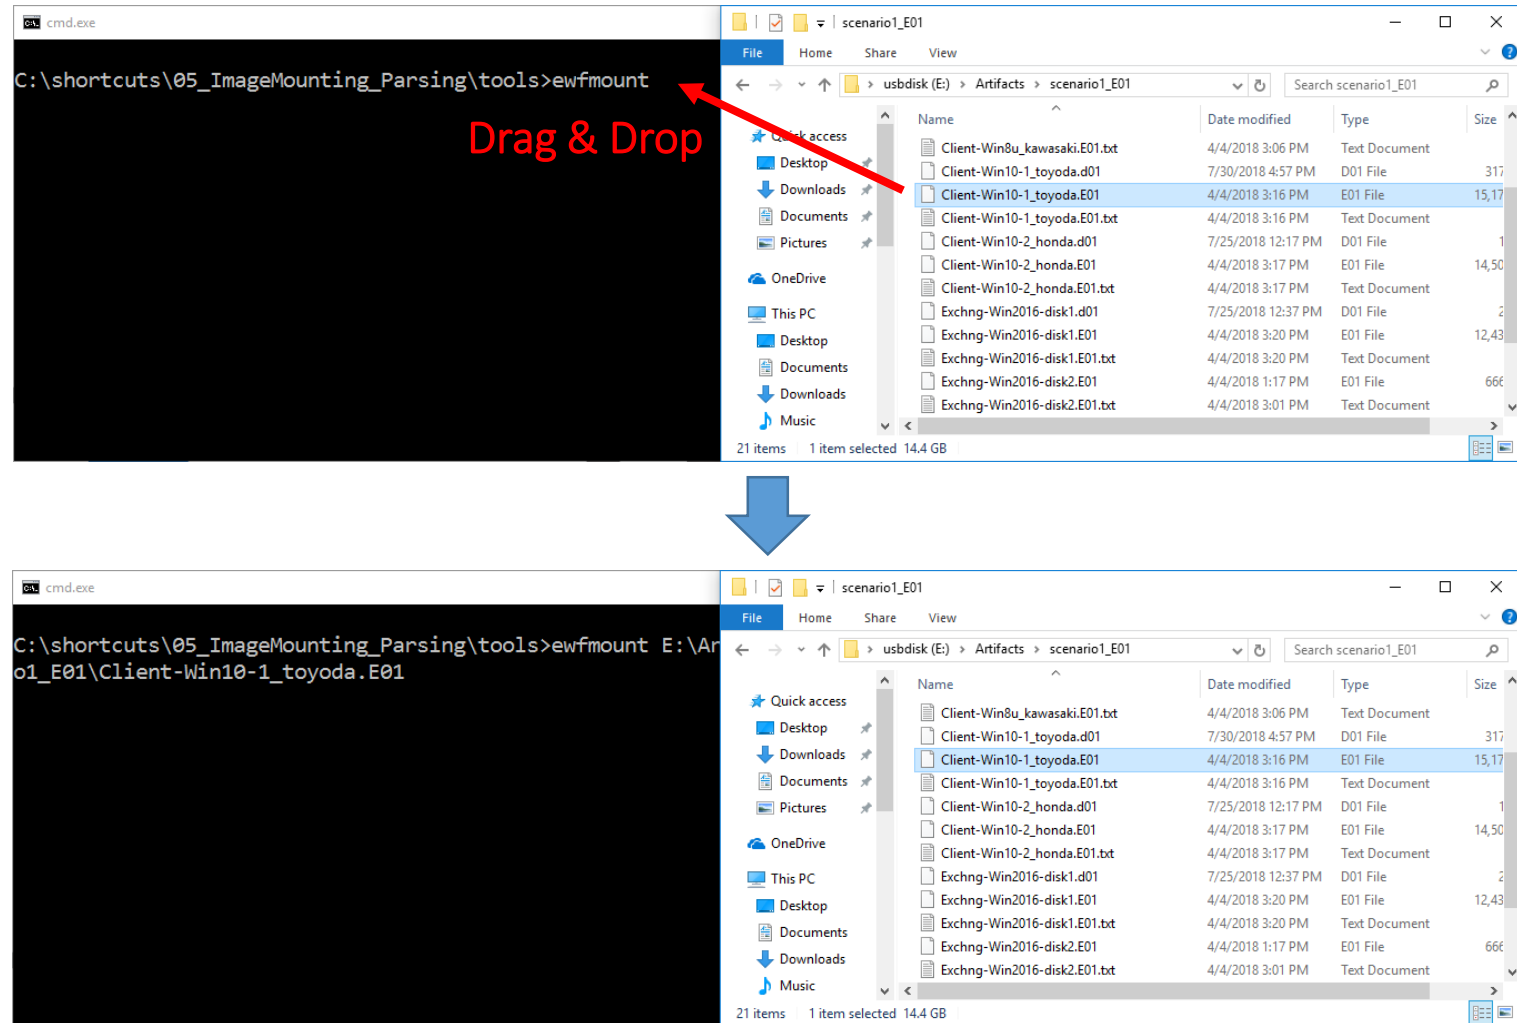 cmd.exe
C:\shortcuts\05_ImageMounting_Parsing\tools>ewfmount
Drag & Drop
scenario1_E01
File Home Share View
usbdisk (E:) > Artifacts > scenario1_E01
Search scenario1_E01
Quick access
Desktop
Downloads
Documents
Pictures
OneDrive
This PC
Desktop
Documents
Downloads
Music
Name Date modified Type Size
Client-Win8u_kawasaki.E01.txt 4/4/2018 3:06 PM Text Document
Client-Win10-1_toyoda.d01 7/30/2018 4:57 PM D01 File 317
Client-Win10-1_toyoda.E01 4/4/2018 3:16 PM E01 File 15,17
Client-Win10-1_toyoda.E01.txt 4/4/2018 3:16 PM Text Document
Client-Win10-2_honda.d01 7/25/2018 12:17 PM D01 File 1
Client-Win10-2_honda.E01 4/4/2018 3:17 PM E01 File 14,50
Client-Win10-2_honda.E01.txt 4/4/2018 3:17 PM Text Document
Exchng-Win2016-disk1.d01 7/25/2018 12:37 PM D01 File 2
Exchng-Win2016-disk1.E01 4/4/2018 3:20 PM E01 File 12,43
Exchng-Win2016-disk1.E01.txt 4/4/2018 3:20 PM Text Document
Exchng-Win2016-disk2.E01 4/4/2018 1:17 PM E01 File 666
Exchng-Win2016-disk2.E01.txt 4/4/2018 3:01 PM Text Document
21 items 1 item selected 14.4 GB
cmd.exe
C:\shortcuts\05_ImageMounting_Parsing\tools>ewfmount E:\Ar
o1_E01\Client-Win10-1_toyoda.E01
scenario1_E01
File Home Share View
usbdisk (E:) > Artifacts > scenario1_E01
Search scenario1_E01
Quick access
Desktop
Downloads
Documents
Pictures
OneDrive
This PC
Desktop
Documents
Downloads
Music
Name Date modified Type Size
Client-Win8u_kawasaki.E01.txt 4/4/2018 3:06 PM Text Document
Client-Win10-1_toyoda.d01 7/30/2018 4:57 PM D01 File 317
Client-Win10-1_toyoda.E01 4/4/2018 3:16 PM E01 File 15,17
Client-Win10-1_toyoda.E01.txt 4/4/2018 3:16 PM Text Document
Client-Win10-2_honda.d01 7/25/2018 12:17 PM D01 File 1
Client-Win10-2_honda.E01 4/4/2018 3:17 PM E01 File 14,50
Client-Win10-2_honda.E01.txt 4/4/2018 3:17 PM Text Document
Exchng-Win2016-disk1.d01 7/25/2018 12:37 PM D01 File 2
Exchng-Win2016-disk1.E01 4/4/2018 3:20 PM E01 File 12,43
Exchng-Win2016-disk1.E01.txt 4/4/2018 3:20 PM Text Document
Exchng-Win2016-disk2.E01 4/4/2018 1:17 PM E01 File 666
Exchng-Win2016-disk2.E01.txt 4/4/2018 3:01 PM Text Document
21 items 1 item selected 14.4 GB